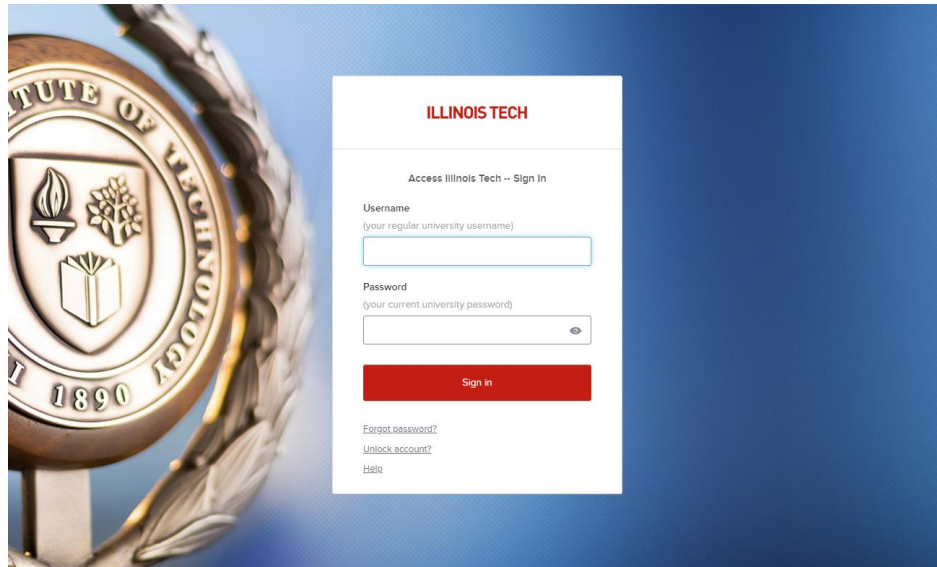 TUTE OF TECHNOLOGY
1890
ILLINOIS TECH
Access Illinois Tech -- Sign In
Username
(your regular university username)
Password
(your current university password)
Sign in
Forgot password?
Unlock account?
Help